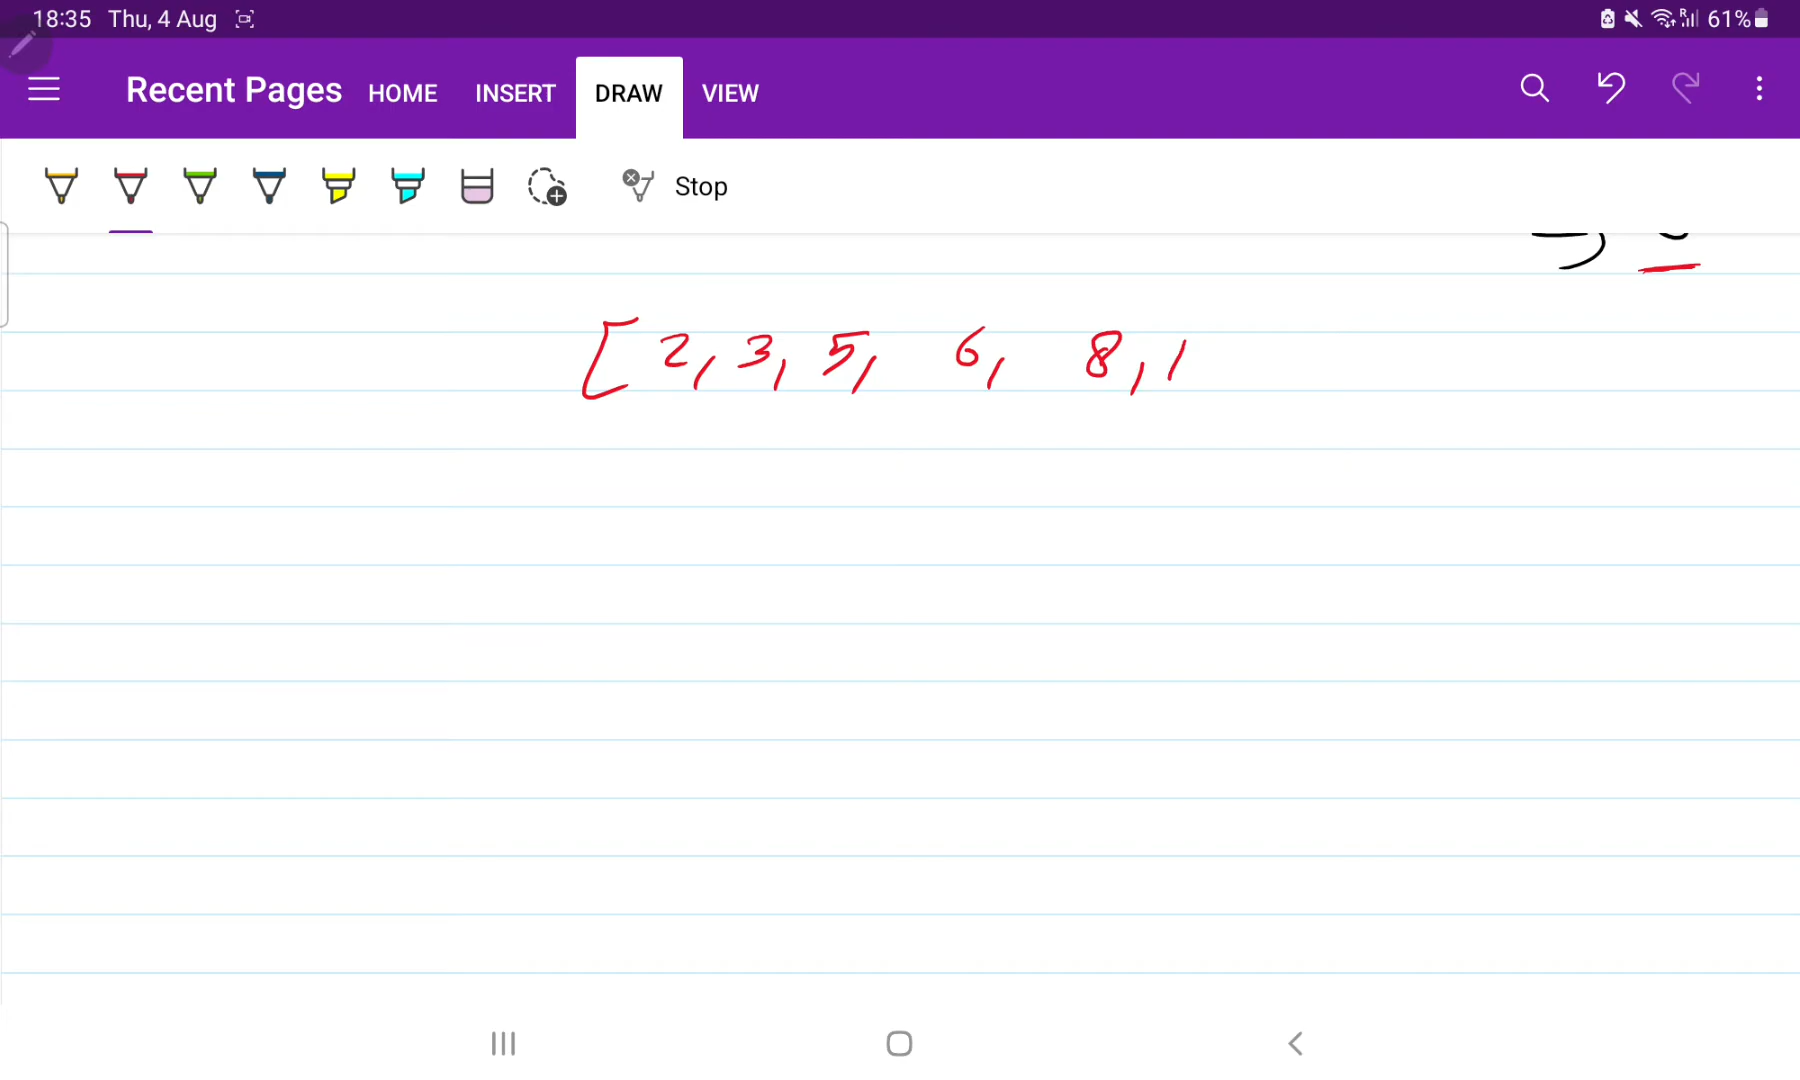 18:35 Thu, 4 Aug 61%
Recent Pages HOME INSERT DRAW VIEW
Stop
[ 2, 3, 5, 6, 8, 1